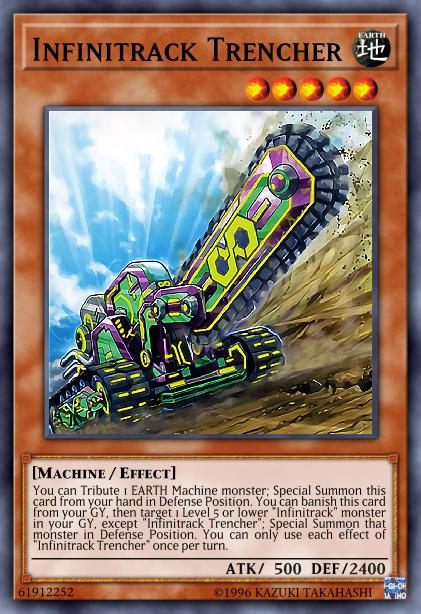 INFINITRACK TRENCHER
EARTH
地
[MACHINE / EFFECT]
You can Tribute 1 EARTH Machine monster; Special Summon this
card from your hand in Defense Position. You can banish this card
from your GY, then target 1 Level 5 or lower "Infinitrack" monster
in your GY, except "Infinitrack Trencher"; Special Summon that
monster in Defense Position. You can only use each effect of
"Infinitrack Trencher" once per turn.
ATK/ 500 DEF/2400
61912252
©1996 KAZUKI TAKAHASHI